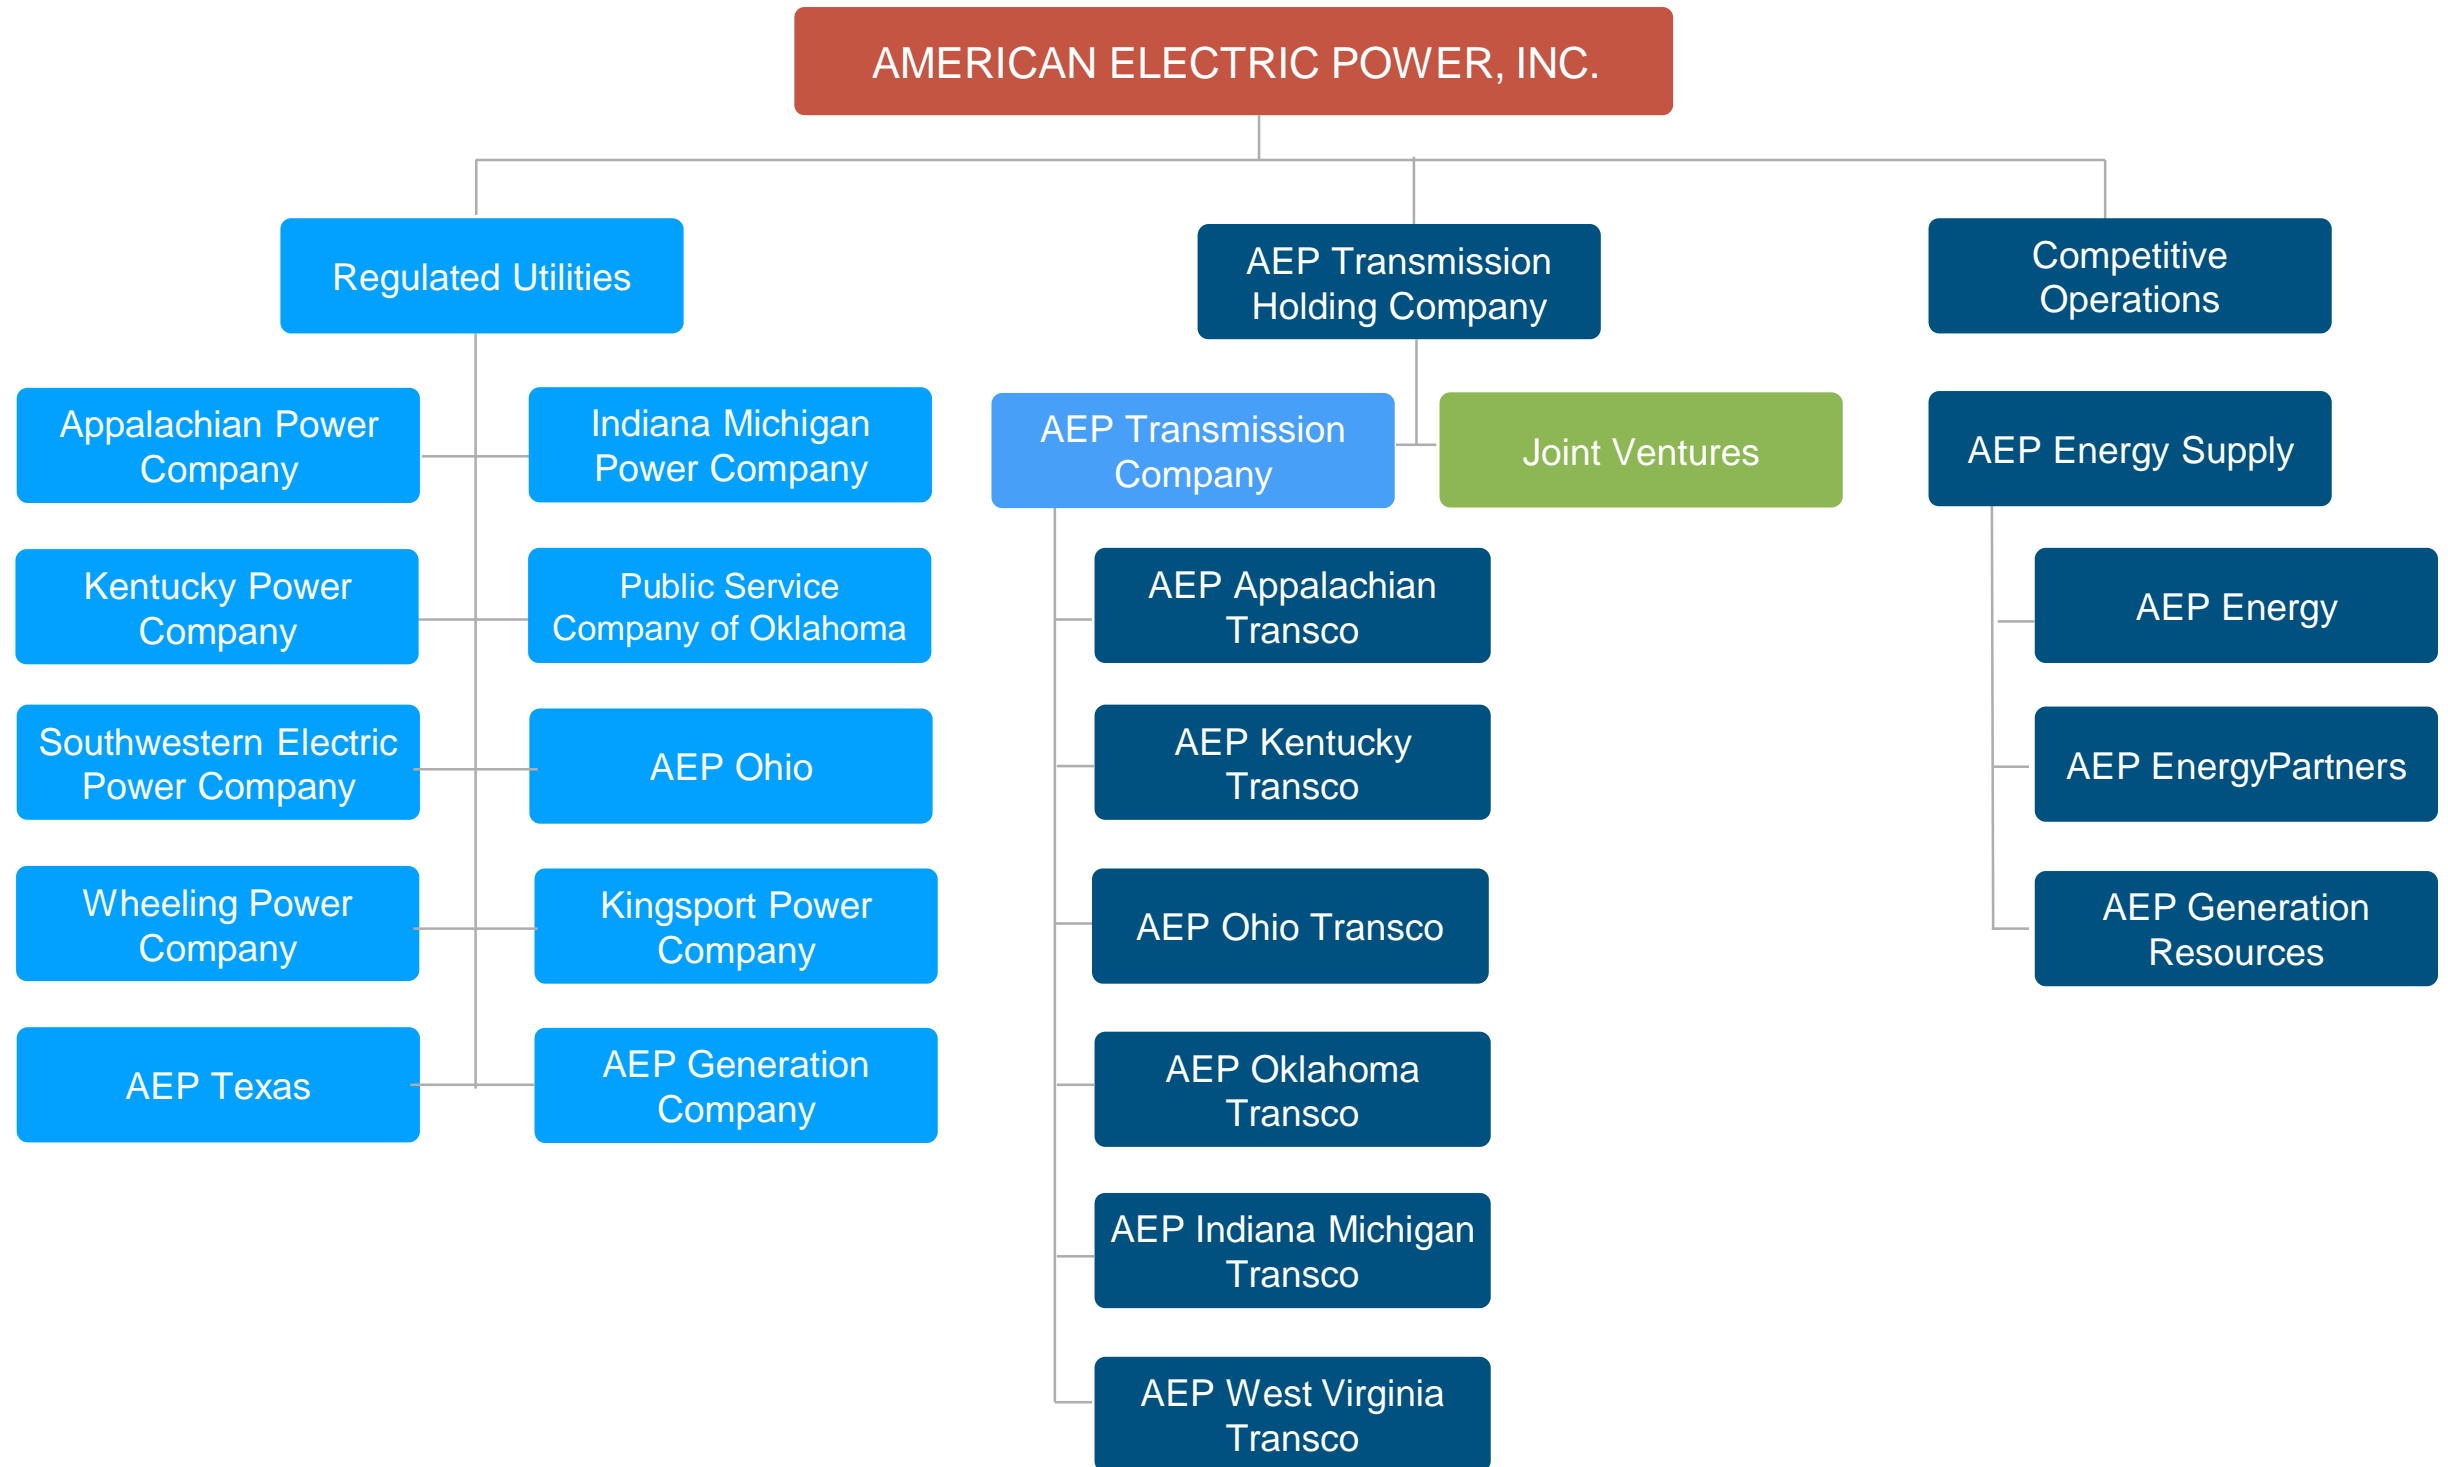 AMERICAN ELECTRIC POWER, INC.
Regulated Utilities
AEP Transmission
Holding Company
Competitive
Operations
Appalachian Power
Company
Indiana Michigan
Power Company
Kentucky Power
Company
Public Service
Company of Oklahoma
Southwestern Electric
Power Company
AEP Ohio
Wheeling Power
Company
Kingsport Power
Company
AEP Texas
AEP Generation
Company
AEP Transmission
Company
Joint Ventures
AEP Appalachian
Transco
AEP Kentucky
Transco
AEP Ohio Transco
AEP Oklahoma
Transco
AEP Indiana Michigan
Transco
AEP West Virginia
Transco
AEP Energy Supply
AEP Energy
AEP EnergyPartners
AEP Generation
Resources